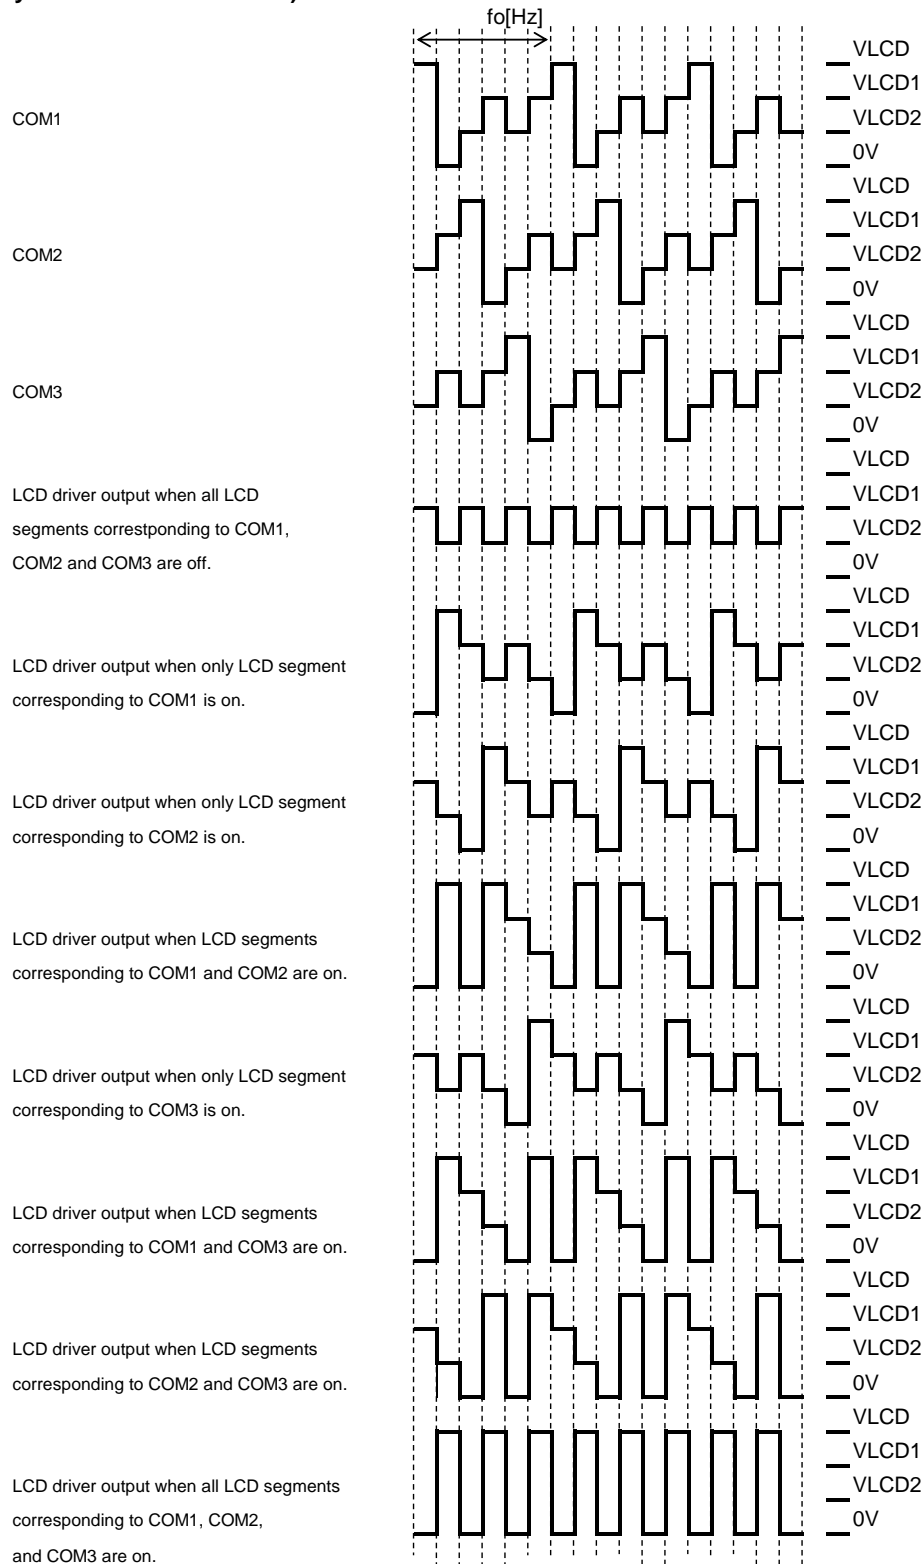 fo[Hz]
COM1
VLCD
VLCD1
VLCD2
0V
COM2
VLCD
VLCD1
VLCD2
0V
COM3
VLCD
VLCD1
VLCD2
0V
LCD driver output when all LCD
segments correstponding to COM1,
COM2 and COM3 are off.
VLCD
VLCD1
VLCD2
0V
LCD driver output when only LCD segment
corresponding to COM1 is on.
VLCD
VLCD1
VLCD2
0V
LCD driver output when only LCD segment
corresponding to COM2 is on.
VLCD
VLCD1
VLCD2
0V
LCD driver output when LCD segments
corresponding to COM1 and COM2 are on.
VLCD
VLCD1
VLCD2
0V
LCD driver output when only LCD segment
corresponding to COM3 is on.
VLCD
VLCD1
VLCD2
0V
LCD driver output when LCD segments
corresponding to COM1 and COM3 are on.
VLCD
VLCD1
VLCD2
0V
LCD driver output when LCD segments
corresponding to COM2 and COM3 are on.
VLCD
VLCD1
VLCD2
0V
LCD driver output when all LCD segments
corresponding to COM1, COM2,
and COM3 are on.
VLCD
VLCD1
VLCD2
0V